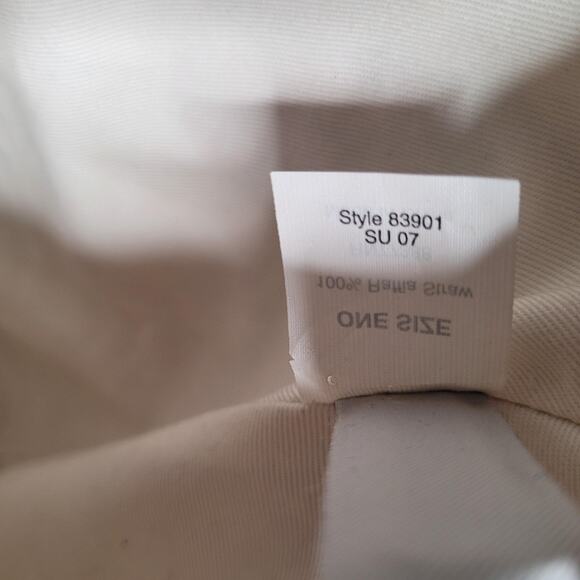 Style 83901
SU 07
100% Raffia Straw
ONE SIZE